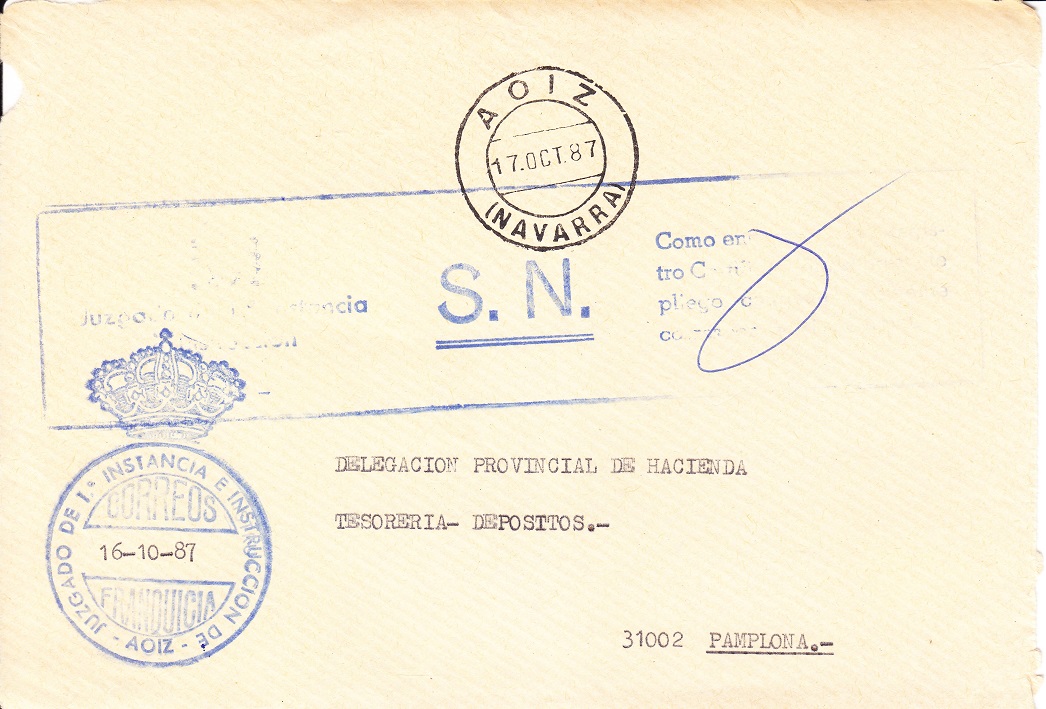 AOIZ
17.OCT.87
(NAVARRA)
Juzgado
S. N.
Como en
tro
pliego
JUZGADO DE 1.ª INSTANCIA E INSTRUCCION DE
- AOIZ -
CORREOS
16-10-87
FRANQUICIA
DELEGACION PROVINCIAL DE HACIENDA
TESORERIA- DEPOSITOS.-
31002 PAMPLONA.-